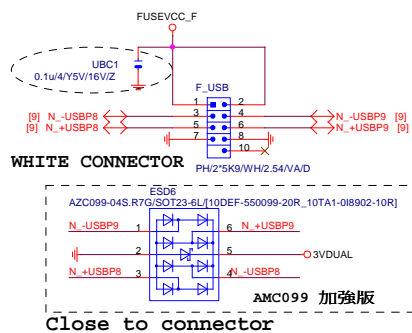 FUSEVCC_F
UBC1
0.1u/4/Y5V/16V/Z
F_USB
1 2
[9] N_-USBP8 3 4 N_-USBP9 [9]
[9] N_+USBP8 5 6 N_+USBP9 [9]
7 8
10
WHITE CONNECTOR
PH/2*5K9/WH/2.54/VA/D
ESD6
AZC099-04S.R7G/SOT23-6L/[10DEF-550099-20R_10TA1-0I8902-10R]
N_-USBP9 1 6 N_+USBP9
2 5 3VDUAL
N_+USBP8 3 4 N_-USBP8
AMC099 加強版
Close to connector